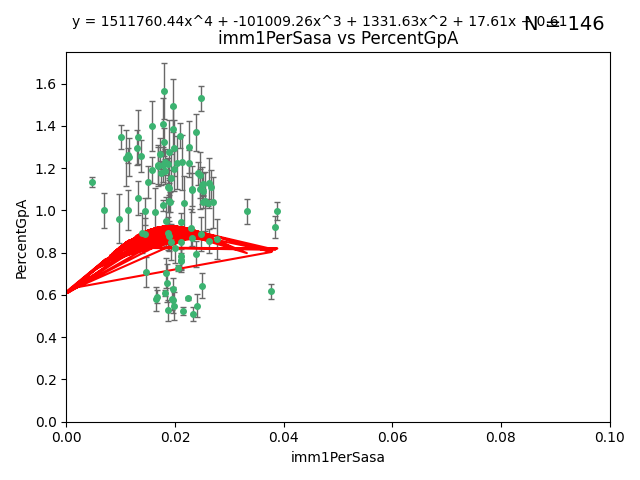 y = 1511760.44x^4 + -101009.26x^3 + 1331.63x^2 + 17.61x + 0.61
N = 146
imm1PerSasa vs PercentGpA
1.6
1.4
1.2
1.0
0.8
0.6
0.4
0.2
0.0
PercentGpA
0.00 0.02 0.04 0.06 0.08 0.10
imm1PerSasa